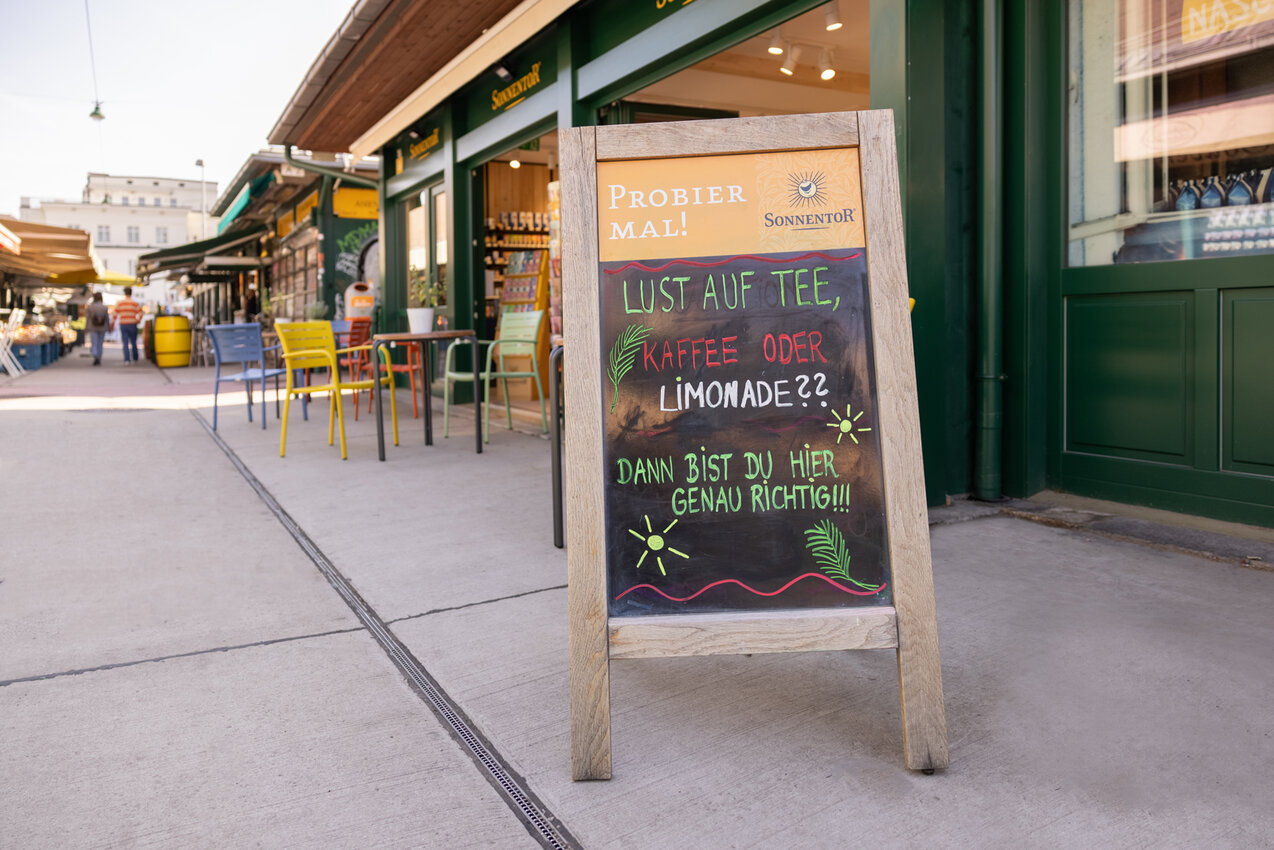 SONNENTOR
SONNENTOR
PROBIER
MAL!
SONNENTOR
LUST AUF TEE,
KAFFEE ODER
LIMONADE??
DANN BIST DU HIER
GENAU RICHTIG!!!